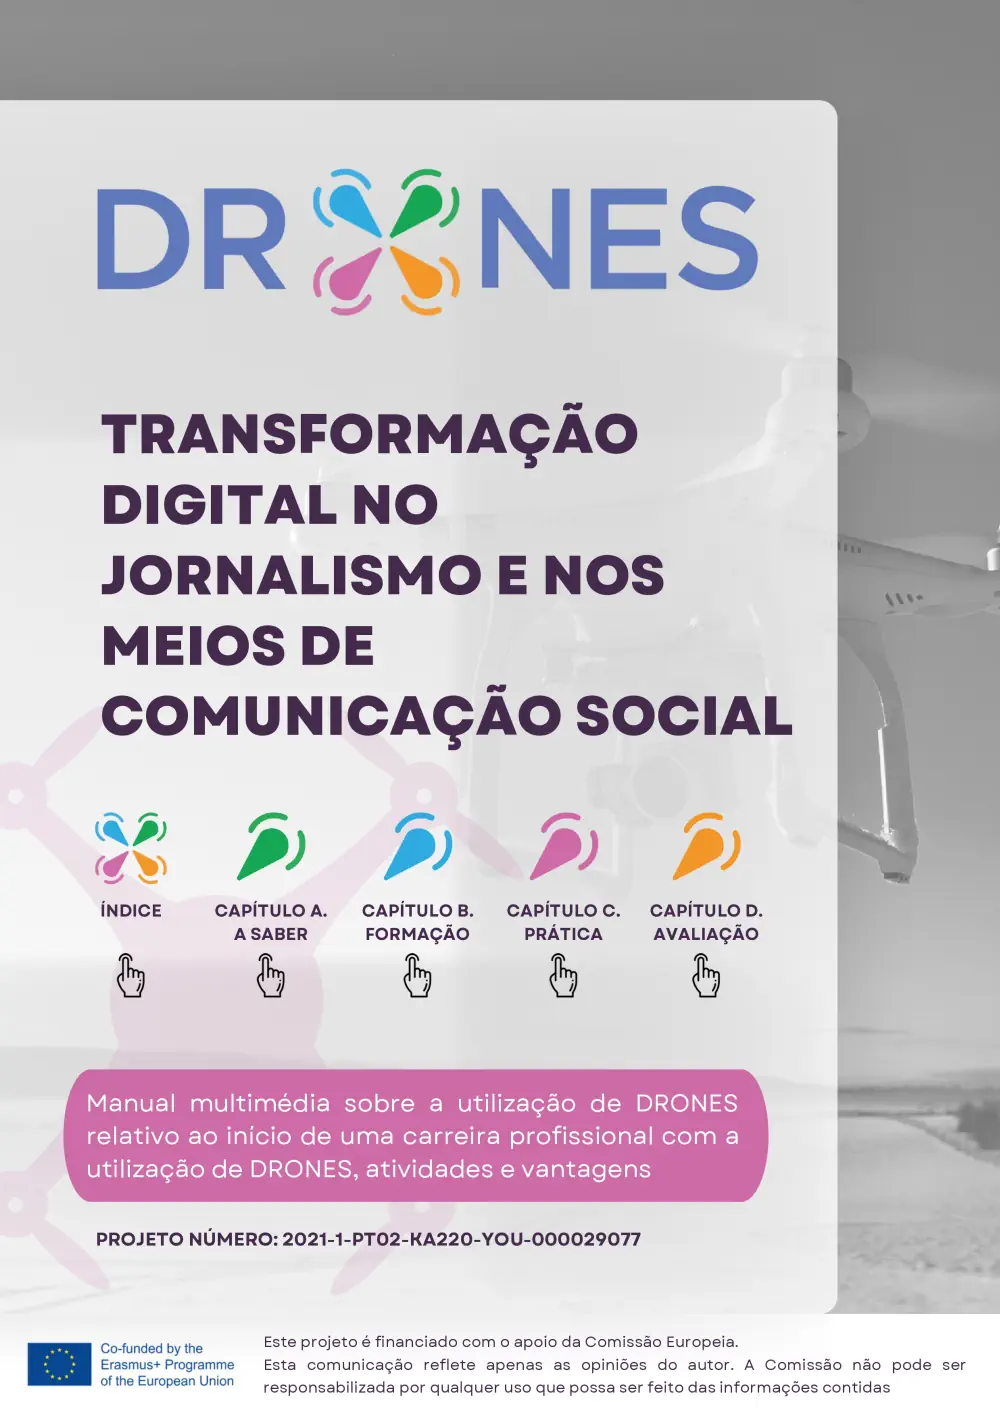 DRONES
TRANSFORMAÇÃO
DIGITAL NO
JORNALISMO E NOS
MEIOS DE
COMUNICAÇÃO SOCIAL
ÍNDICE
CAPÍTULO A.
A SABER
CAPÍTULO B.
FORMAÇÃO
CAPÍTULO C.
PRÁTICA
CAPÍTULO D.
AVALIAÇÃO
Manual multimédia sobre a utilização de DRONES
relativo ao início de uma carreira profissional com a
utilização de DRONES, atividades e vantagens
PROJETO NÚMERO: 2021-1-PT02-KA220-YOU-000029077
Co-funded by the
Erasmus+ Programme
of the European Union
Este projeto é financiado com o apoio da Comissão Europeia.
Esta comunicação reflete apenas as opiniões do autor. A Comissão não pode ser
responsabilizada por qualquer uso que possa ser feito das informações contidas